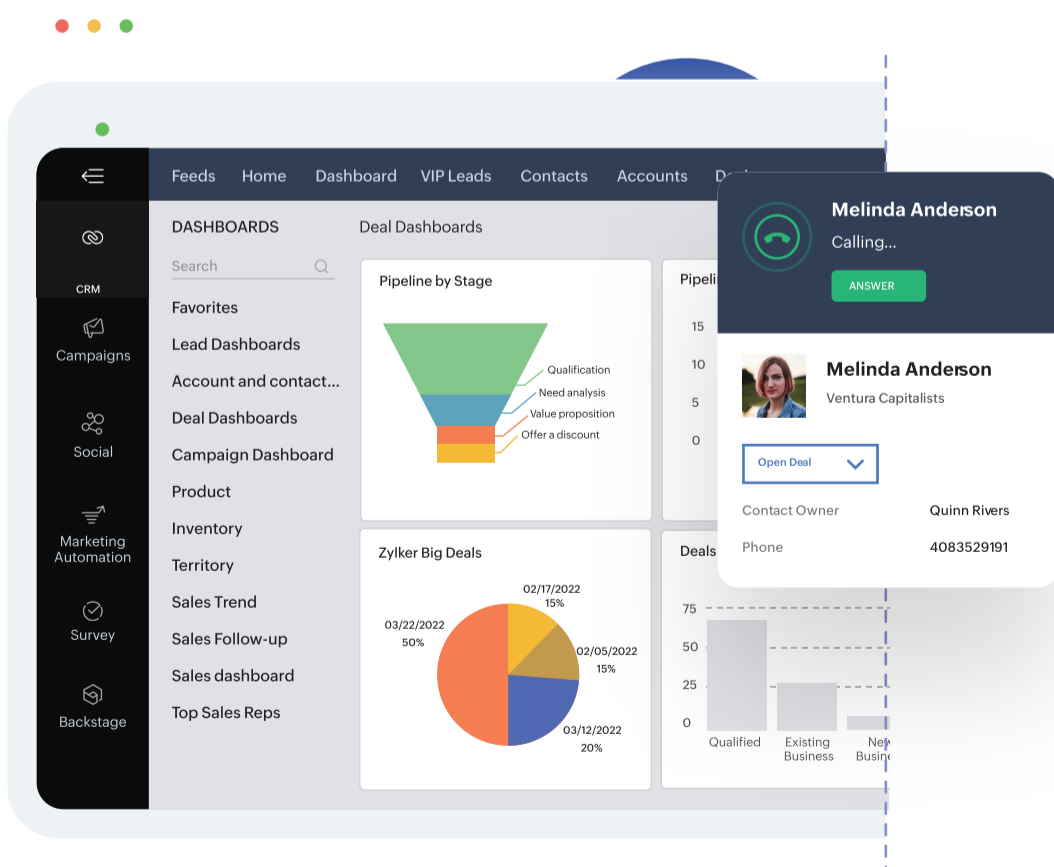 Feeds
Home
Dashboard
VIP Leads
Contacts
Accounts
CRM
Campaigns
Social
Marketing
Automation
Survey
Backstage
DASHBOARDS
Search
Favorites
Lead Dashboards
Account and contact...
Deal Dashboards
Campaign Dashboard
Product
Inventory
Territory
Sales Trend
Sales Follow-up
Sales dashboard
Top Sales Reps
Deal Dashboards
Pipeline by Stage
Qualification
Need analysis
Value proposition
Offer a discount
Pipeli
15
10
5
0
Zylker Big Deals
02/17/2022
15%
03/22/2022
50%
02/05/2022
15%
03/12/2022
20%
Deals
75
50
25
0
Qualified
Existing
Business
New
Busine
Melinda Anderson
Calling...
ANSWER
Melinda Anderson
Ventura Capitalists
Open Deal
Contact Owner
Quinn Rivers
Phone
4083529191